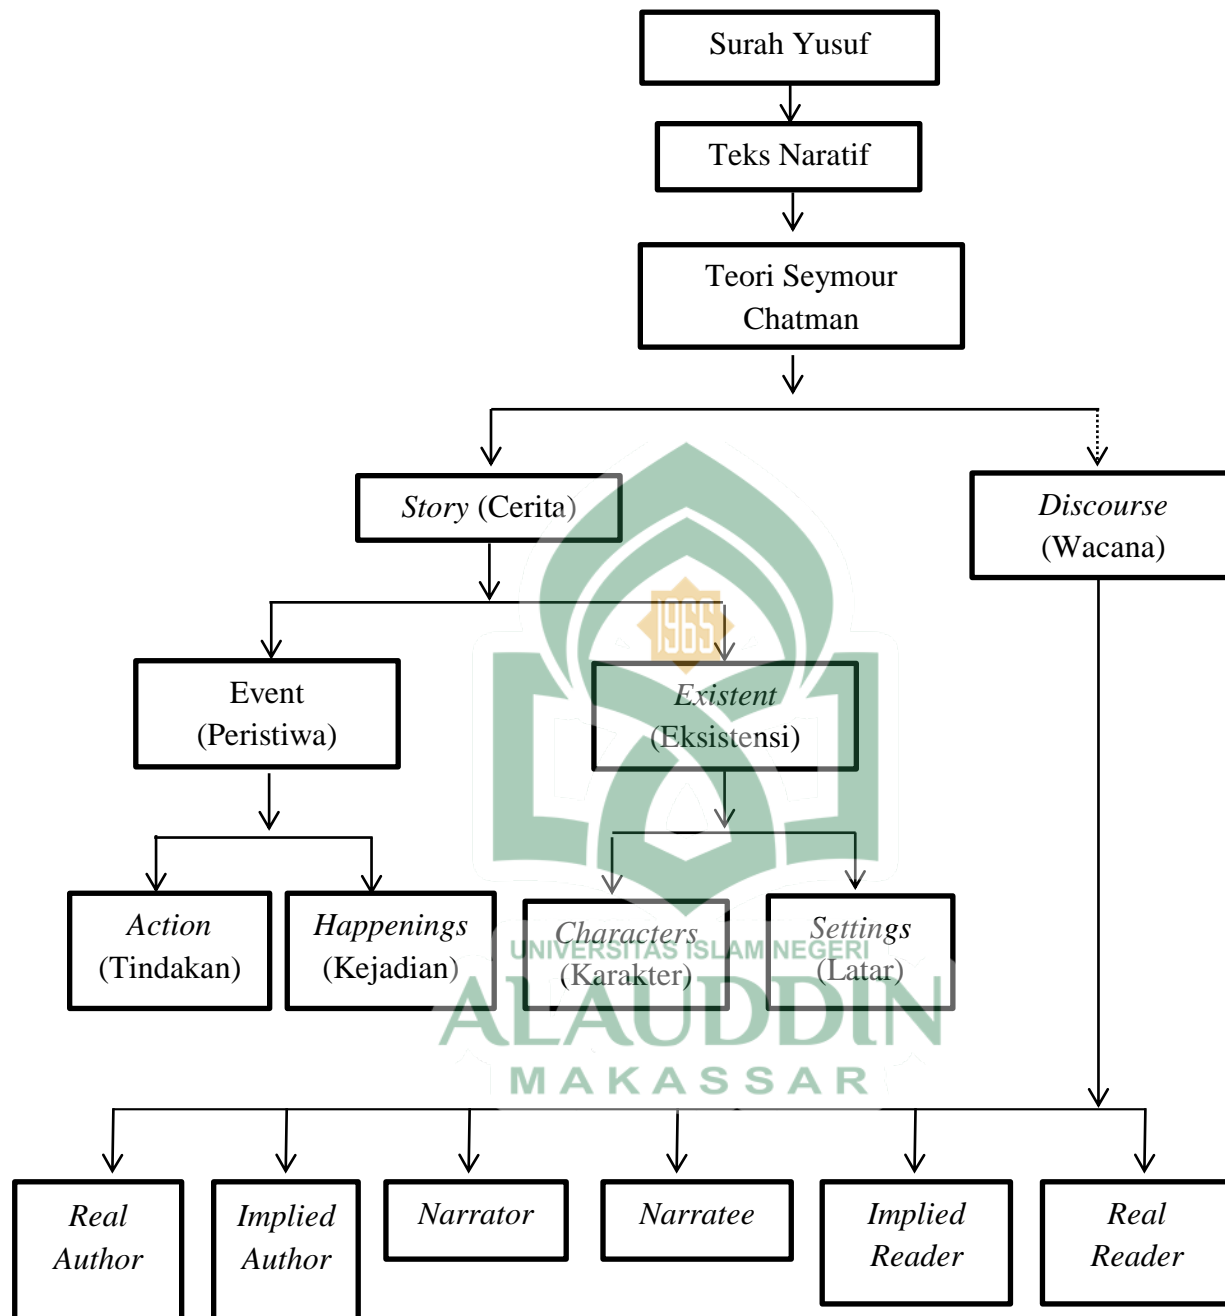 Surah Yusuf
Teks Naratif
Teori Seymour
Chatman
Story (Cerita)
Discourse
(Wacana)
1965
Event
(Peristiwa)
Existent
(Eksistensi)
Action
(Tindakan)
Happenings
(Kejadian)
Characters
(Karakter)
Settings
(Latar)
UNIVERSITAS ISLAM NEGERI
ALAUDDIN
MAKASSAR
Real
Author
Implied
Author
Narrator
Narratee
Implied
Reader
Real
Reader